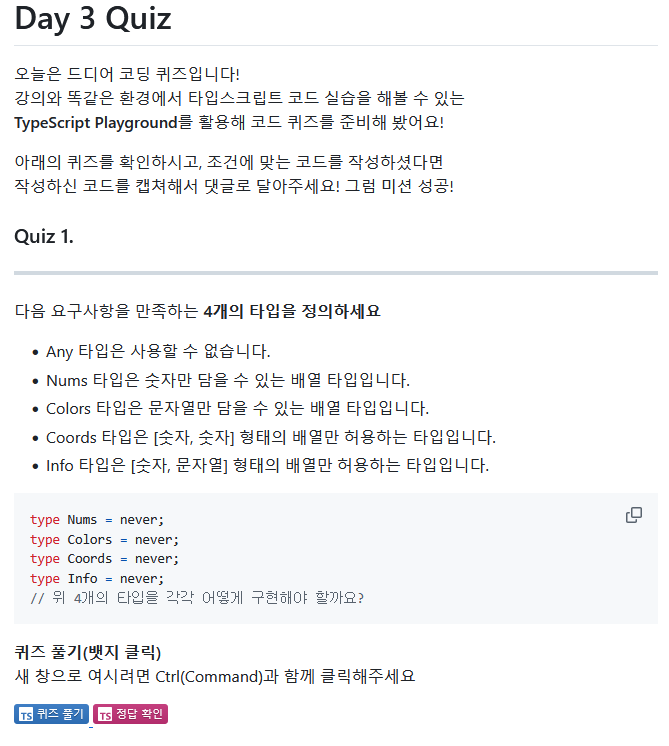 Day 3 Quiz
오늘은 드디어 코딩 퀴즈입니다!
강의와 똑같은 환경에서 타입스크립트 코드 실습을 해볼 수 있는
TypeScript Playground를 활용해 코드 퀴즈를 준비해 봤어요!
아래의 퀴즈를 확인하시고, 조건에 맞는 코드를 작성하셨다면
작성하신 코드를 캡쳐해서 댓글로 달아주세요! 그럼 미션 성공!
Quiz 1.
다음 요구사항을 만족하는 4개의 타입을 정의하세요
• Any 타입은 사용할 수 없습니다.
• Nums 타입은 숫자만 담을 수 있는 배열 타입입니다.
• Colors 타입은 문자열만 담을 수 있는 배열 타입입니다.
• Coords 타입은 [숫자, 숫자] 형태의 배열만 허용하는 타입입니다.
• Info 타입은 [숫자, 문자열] 형태의 배열만 허용하는 타입입니다.
type Nums = never;
type Colors = never;
type Coords = never;
type Info = never;
// 위 4개의 타입을 각각 어떻게 구현해야 할까요?
퀴즈 풀기(뱃지 클릭)
새 창으로 여시려면 Ctrl(Command)과 함께 클릭해주세요
TS 퀴즈 풀기 TS 정답 확인